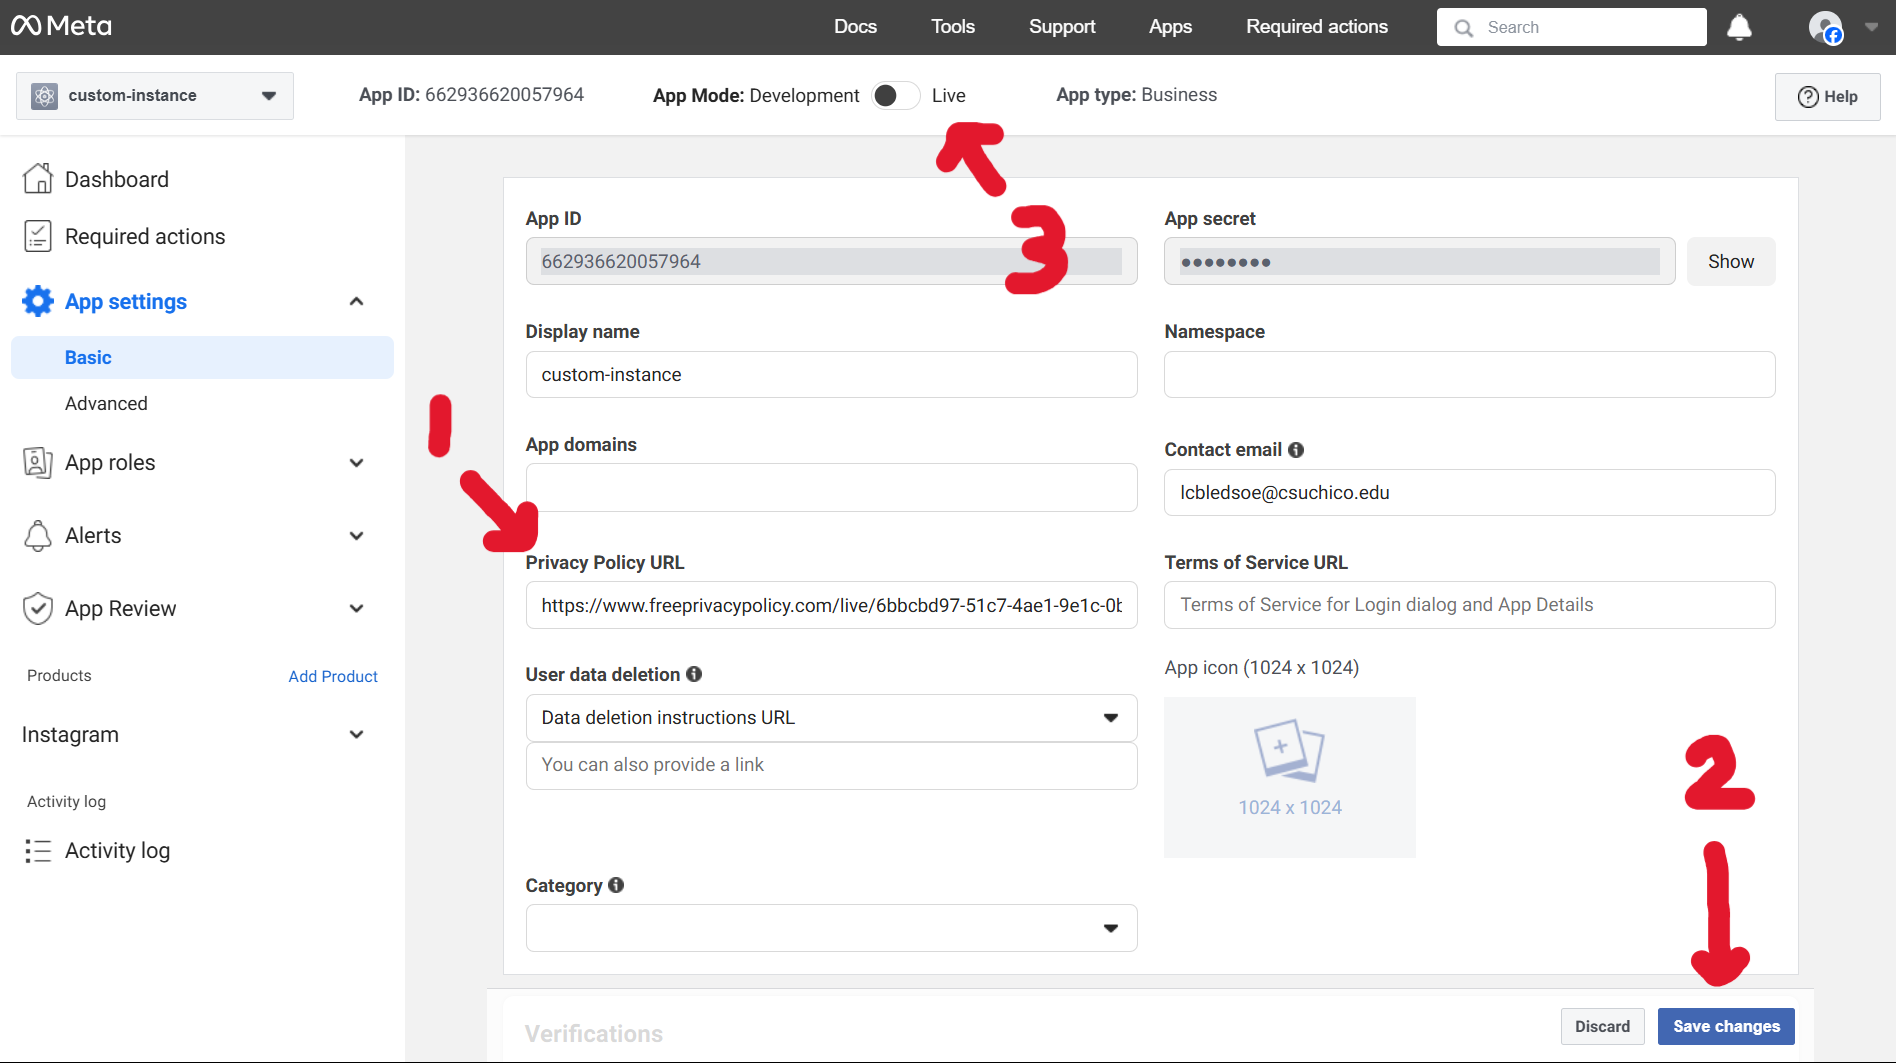 Meta
Docs
Tools
Support
Apps
Required actions
Search
custom-instance
App ID: 662936620057964
App Mode: Development
Live
App type: Business
Help
Dashboard
Required actions
App settings
Basic
Advanced
App roles
Alerts
App Review
Products
Add Product
Instagram
Activity log
Activity log
3
App ID
662936620057964
App secret
••••••••
Show
Display name
custom-instance
Namespace
1
App domains
Contact email
lcbledsoe@csuchico.edu
Privacy Policy URL
https://www.freeprivacypolicy.com/live/6bbcbd97-51c7-4ae1-9e1c-0b
Terms of Service URL
Terms of Service for Login dialog and App Details
User data deletion
Data deletion instructions URL
You can also provide a link
App icon (1024 x 1024)
1024 x 1024
2
Category
Verifications
Discard
Save changes